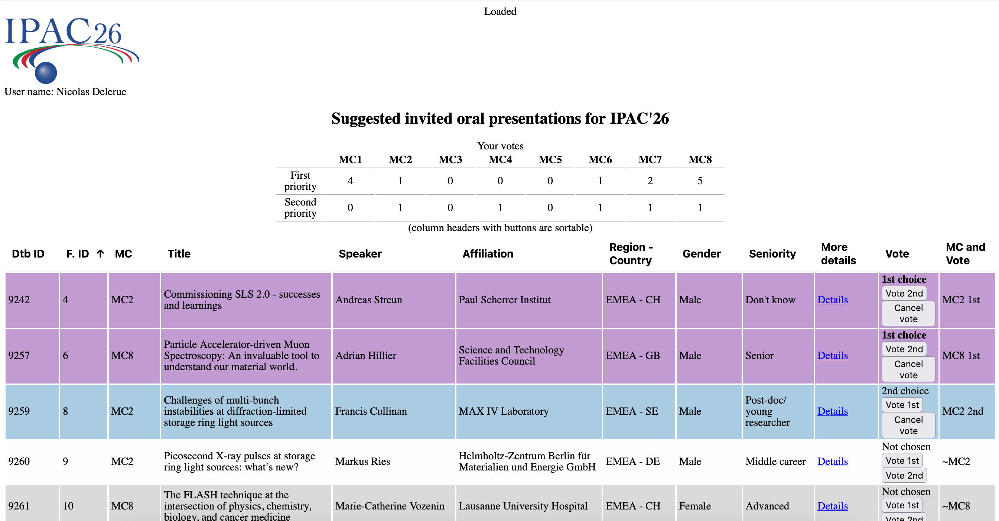 Loaded
IPAC26
User name: Nicolas Delerue
Suggested invited oral presentations for IPAC'26
Your votes
MC1 MC2 MC3 MC4 MC5 MC6 MC7 MC8
First priority 4 1 0 0 0 1 2 5
Second priority 0 1 0 1 0 1 1 1
(column headers with buttons are sortable)
Dtb ID F. ID ↑ MC Title Speaker Affiliation Region - Country Gender Seniority More details Vote MC and Vote
9242 4 MC2 Commissioning SLS 2.0 - successes and learnings Andreas Streun Paul Scherrer Institut EMEA - CH Male Don't know Details 1st choice Vote 2nd Cancel vote MC2 1st
9257 6 MC8 Particle Accelerator-driven Muon Spectroscopy: An invaluable tool to understand our material world. Adrian Hillier Science and Technology Facilities Council EMEA - GB Male Senior Details 1st choice Vote 2nd Cancel vote MC8 1st
9259 8 MC2 Challenges of multi-bunch instabilities at diffraction-limited storage ring light sources Francis Cullinan MAX IV Laboratory EMEA - SE Male Post-doc/ young researcher Details 2nd choice Vote 1st Cancel vote MC2 2nd
9260 9 MC2 Picosecond X-ray pulses at storage ring light sources: what’s new? Markus Ries Helmholtz-Zentrum Berlin für Materialien und Energie GmbH EMEA - DE Male Middle career Details Not chosen Vote 1st Vote 2nd ~MC2
9261 10 MC8 The FLASH technique at the intersection of physics, chemistry, biology, and cancer medicine Marie-Catherine Vozenin Lausanne University Hospital EMEA - CH Female Advanced Details Not chosen Vote 1st Vote 2nd ~MC8